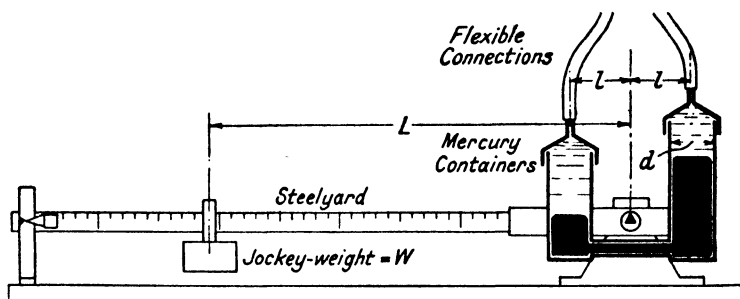 Flexible
Connections
l
l
L
Mercury
Containers
d
Steelyard
Jockey-weight = W